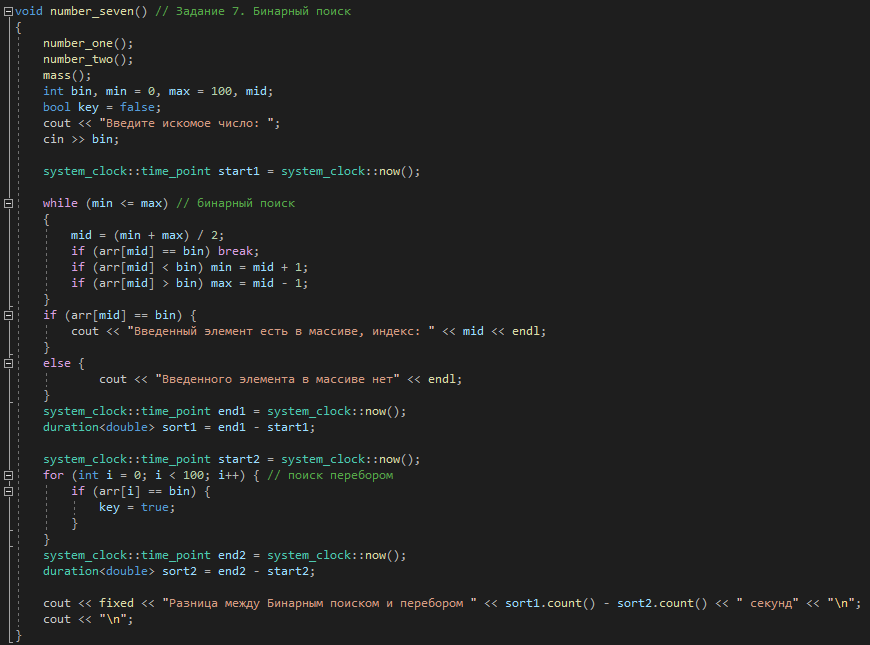 void number_seven() // Задание 7. Бинарный поиск
{
number_one();
number_two();
mass();
int bin, min = 0, max = 100, mid;
bool key = false;
cout << "Введите искомое число: ";
cin >> bin;
system_clock::time_point start1 = system_clock::now();
while (min <= max) // бинарный поиск
{
mid = (min + max) / 2;
if (arr[mid] == bin) break;
if (arr[mid] < bin) min = mid + 1;
if (arr[mid] > bin) max = mid - 1;
}
if (arr[mid] == bin) {
cout << "Введенный элемент есть в массиве, индекс: " << mid << endl;
}
else {
cout << "Введенного элемента в массиве нет" << endl;
}
system_clock::time_point end1 = system_clock::now();
duration<double> sort1 = end1 - start1;
system_clock::time_point start2 = system_clock::now();
for (int i = 0; i < 100; i++) { // поиск перебором
if (arr[i] == bin) {
key = true;
}
}
system_clock::time_point end2 = system_clock::now();
duration<double> sort2 = end2 - start2;
cout << fixed << "Разница между Бинарным поиском и перебором " << sort1.count() - sort2.count() << " секунд" << "\n";
cout << "\n";
}